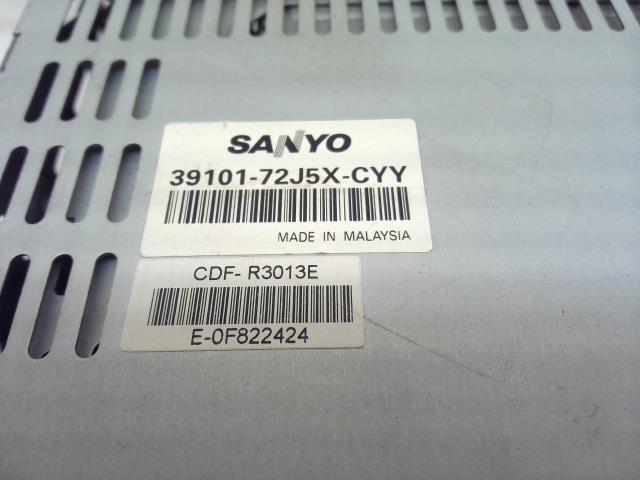 SANYO
39101-72J5X-CYY
MADE IN MALAYSIA
CDF- R3013E
E-0F822424